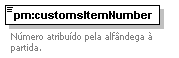 pm:customsItemNumber
Número atribuído pela alfândega à
partida.